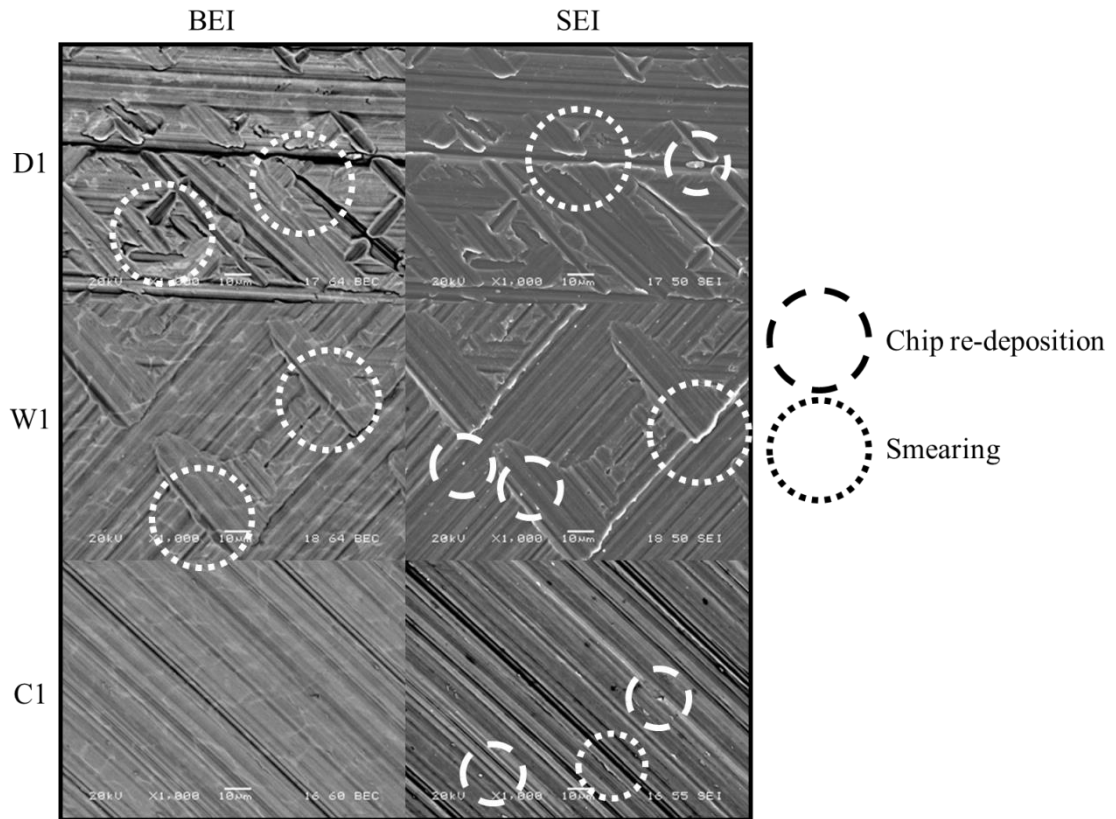 BEI SEI
D1
20kV X1,000 10μm 17 64 BEC
20kV X1,000 10μm 17 50 SEI
Chip re-deposition
W1
Smearing
20kV X1,000 10μm 18 64 BEC
20kV X1,000 10μm 18 50 SEI
C1
20kV X1,000 10μm 16 60 BEC
20kV X1,000 10μm 16 55 SEI